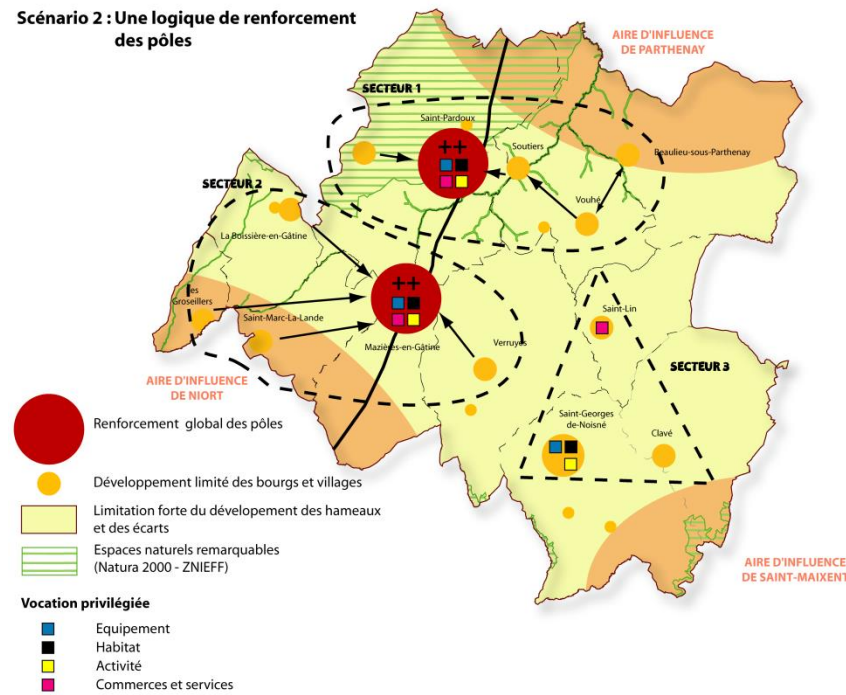 Scénario 2 : Une logique de renforcement
des pôles
AIRE D'INFLUENCE
DE PARTHENAY
SECTEUR 1
Saint-Pardoux
++
Soutiers
Beaulieu-sous-Parthenay
SECTEUR 2
Vouhé
La Boissière-en-Gâtine
++
Les
Groseillers
Saint-Marc-La-Lande
Saint-Lin
Mazières-en-Gâtine
Verruyes
SECTEUR 3
AIRE D'INFLUENCE
DE NIORT
Saint-Georges
de-Noisné
Clavé
Renforcement global des pôles
Développement limité des bourgs et villages
Limitation forte du dévelopement des hameaux
et des écarts
Espaces naturels remarquables
(Natura 2000 - ZNIEFF)
AIRE D'INFLUENCE
DE SAINT-MAIXENT
Vocation privilégiée
Equipement
Habitat
Activité
Commerces et services